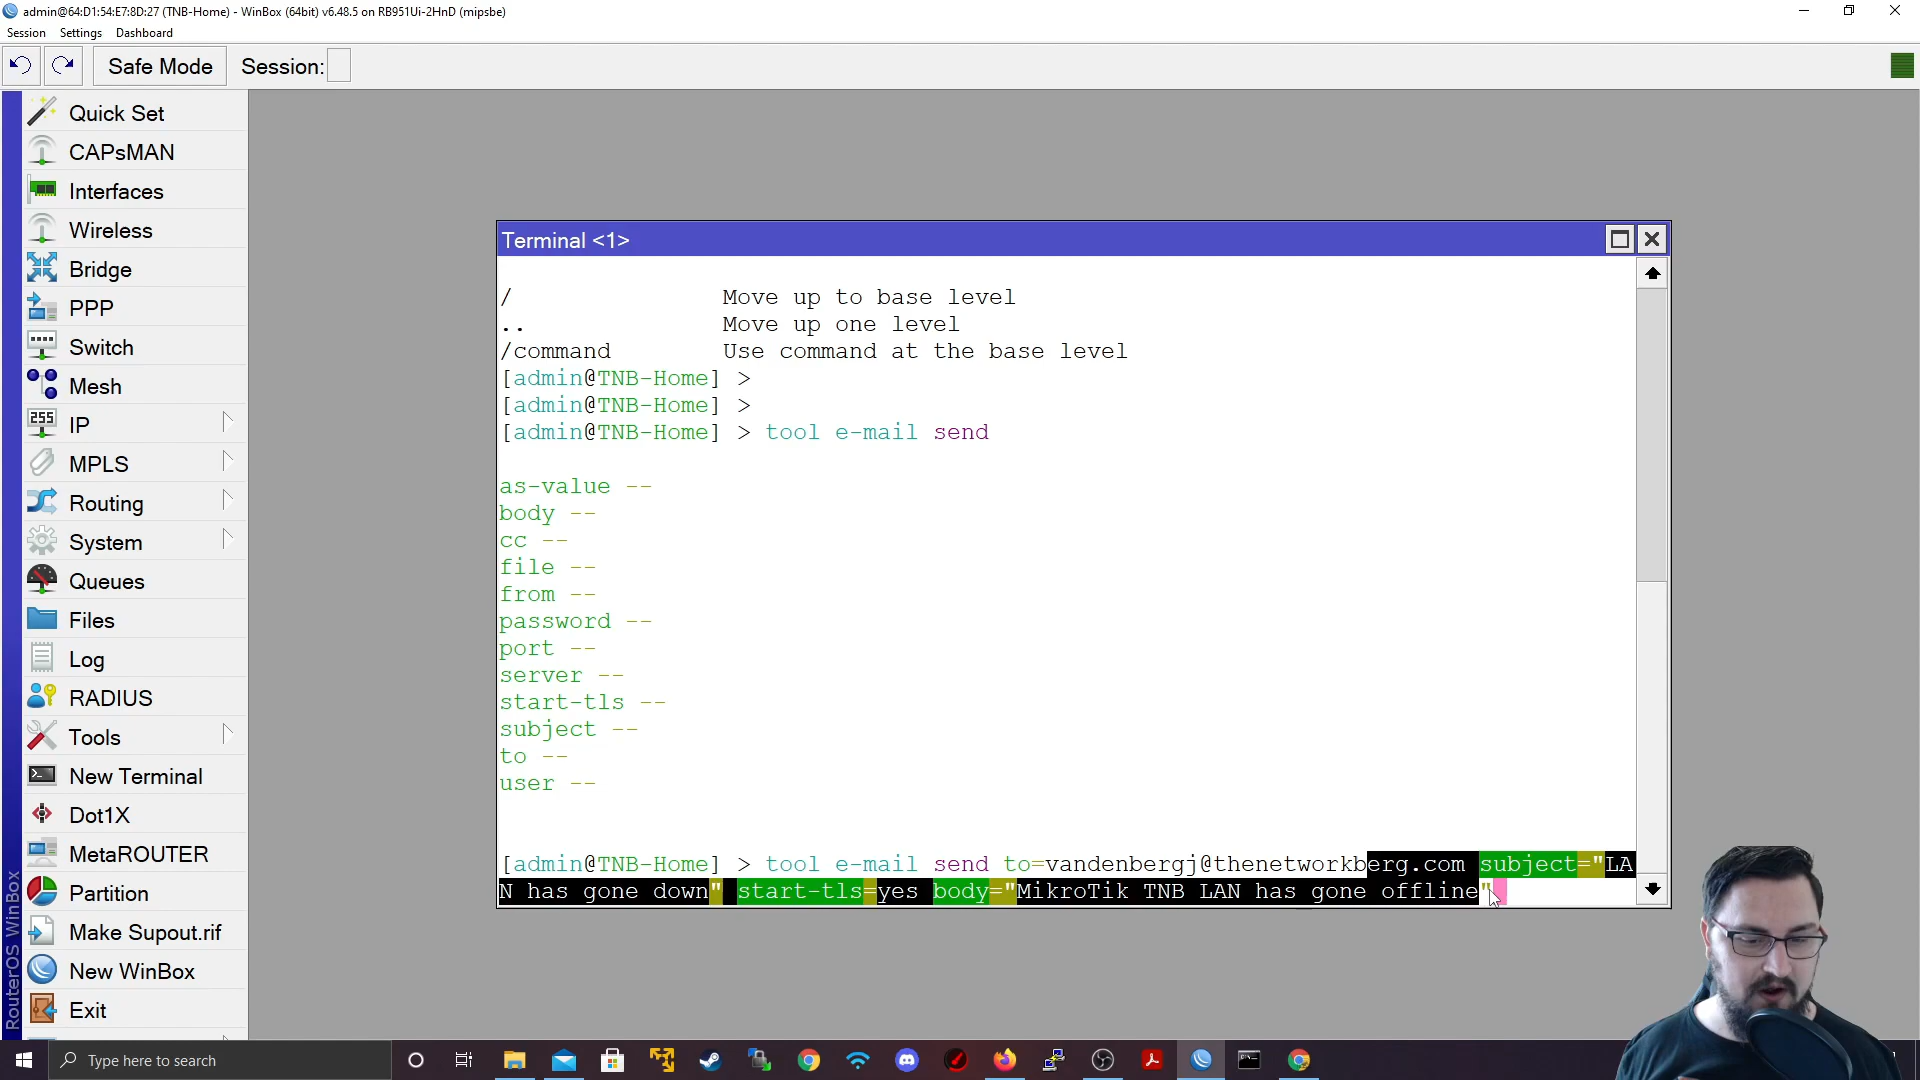 admin@64:D1:54:E7:8D:27 (TNB-Home) - WinBox (64bit) v6.48.5 on RB951Ui-2HnD (mipsbe)
Session Settings Dashboard
Safe Mode Session:
Quick Set
CAPsMAN
Interfaces
Wireless
Bridge
PPP
Switch
Mesh
255 IP
MPLS
Routing
System
Queues
Files
Log
RADIUS
Tools
New Terminal
Dot1X
MetaROUTER
Partition
Make Supout.rif
New WinBox
Exit
RouterOS WinBox
Terminal <1>
/ Move up to base level
.. Move up one level
/command Use command at the base level
[admin@TNB-Home] >
[admin@TNB-Home] >
[admin@TNB-Home] > tool e-mail send
as-value --
body --
cc --
file --
from --
password --
port --
server --
start-tls --
subject --
to --
user --
[admin@TNB-Home] > tool e-mail send to=vandenbergj@thenetworkberg.com subject="LA
N has gone down" start-tls=yes body="MikroTik TNB LAN has gone offline"
Type here to search